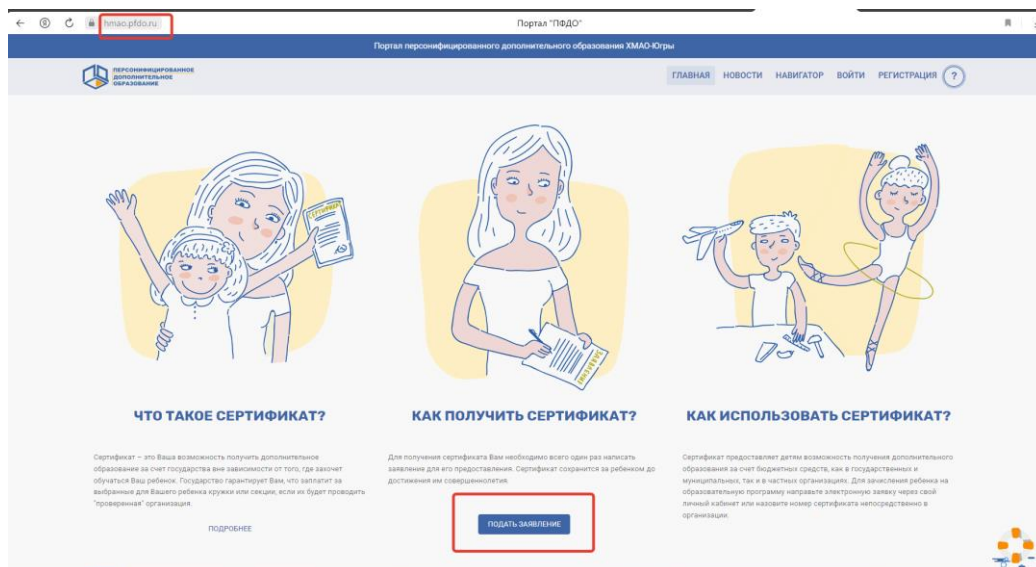 hmao.pfdo.ru
Портал "ПФДО"
Портал персонифицированного дополнительного образования ХМАО-Югры
ПЕРСОНИФИЦИРОВАННОЕ
ДОПОЛНИТЕЛЬНОЕ
ОБРАЗОВАНИЕ
ГЛАВНАЯ НОВОСТИ НАВИГАТОР ВОЙТИ РЕГИСТРАЦИЯ ?
СЕРТИФИКАТ
ЗАЯВЛЕНИЕ
ЧТО ТАКОЕ СЕРТИФИКАТ?
Сертификат – это Ваша возможность получить дополнительное
образование за счет государства вне зависимости от того, где захочет
обучаться Ваш ребенок. Государство гарантирует Вам, что заплатит за
выбранные для Вашего ребенка кружки или секции, если их будет проводить
"проверенная" организация.
ПОДРОБНЕЕ
КАК ПОЛУЧИТЬ СЕРТИФИКАТ?
Для получения сертификата Вам необходимо всего один раз написать
заявление для его предоставления. Сертификат сохранится за ребенком до
достижения им совершеннолетия.
ПОДАТЬ ЗАЯВЛЕНИЕ
КАК ИСПОЛЬЗОВАТЬ СЕРТИФИКАТ?
Сертификат предоставляет детям возможность получения дополнительного
образования за счет бюджетных средств, как в государственных и
муниципальных, так и в частных организациях. Для зачисления ребенка на
образовательную программу направьте электронную заявку через свой
личный кабинет или назовите номер сертификата непосредственно в
организации.